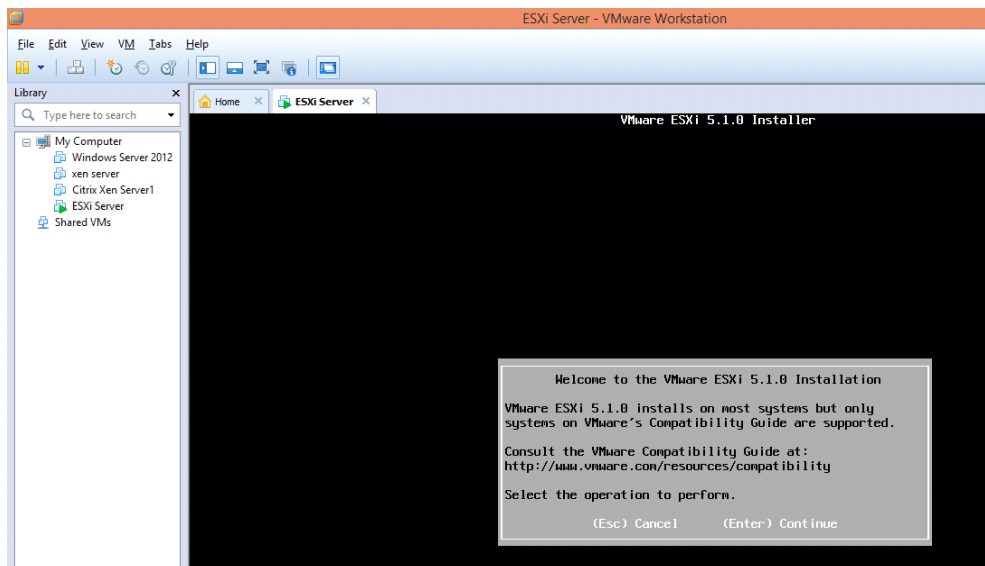 ESXi Server - VMware Workstation
File Edit View VM Tabs Help
Library x
Type here to search
Home × ESXi Server ×
My Computer
Windows Server 2012
xen server
Citrix Xen Server1
ESXi Server
Shared VMs
VMware ESXi 5.1.0 Installer
Welcome to the VMware ESXi 5.1.0 Installation
VMware ESXi 5.1.0 installs on most systems but only
systems on VMware's Compatibility Guide are supported.
Consult the VMware Compatibility Guide at:
http://www.vmware.com/resources/compatibility
Select the operation to perform.
(Esc) Cancel (Enter) Continue